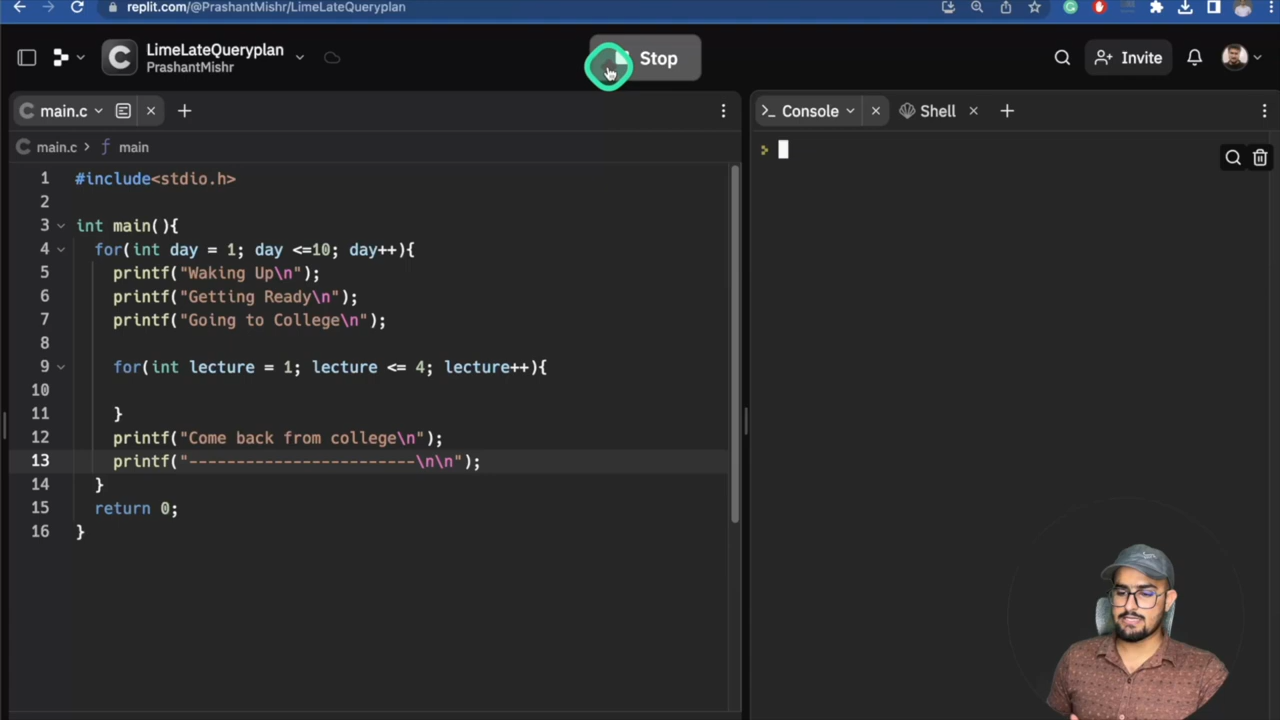 replit.com/@PrashantMishr/LimeLateQueryplan
C
LimeLateQueryplan
PrashantMishr
Stop
Invite
C main.c
>_ Console
Shell
C main.c > f main
1 #include<stdio.h>
2
3 int main(){
4 for(int day = 1; day <=10; day++){
5 printf("Waking Up\n");
6 printf("Getting Ready\n");
7 printf("Going to College\n");
8
9 for(int lecture = 1; lecture <= 4; lecture++){
10
11 }
12 printf("Come back from college\n");
13 printf("------------------------\n\n");
14 }
15 return 0;
16 }